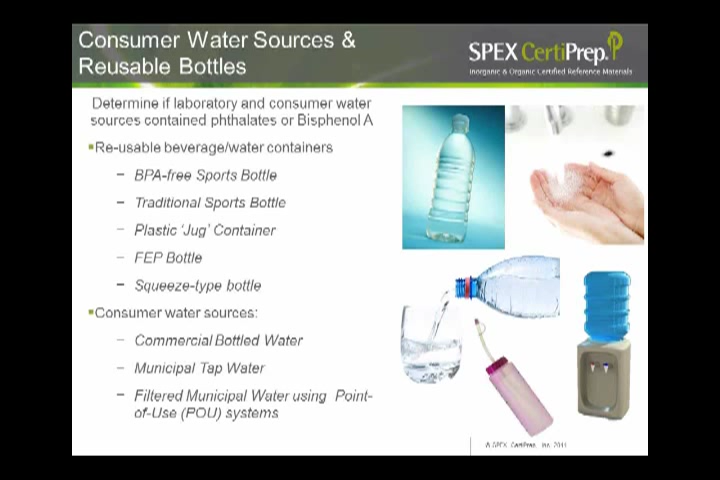 Consumer Water Sources &
Reusable Bottles
SPEX CertiPrep.
Inorganic & Organic Certified Reference Materials
Determine if laboratory and consumer water
sources contained phthalates or Bisphenol A
▪Re-usable beverage/water containers
– BPA-free Sports Bottle
– Traditional Sports Bottle
– Plastic 'Jug' Container
– FEP Bottle
– Squeeze-type bottle
▪Consumer water sources:
– Commercial Bottled Water
– Municipal Tap Water
– Filtered Municipal Water using Point-
of-Use (POU) systems
© SPEX CertiPrep, Inc. 2011